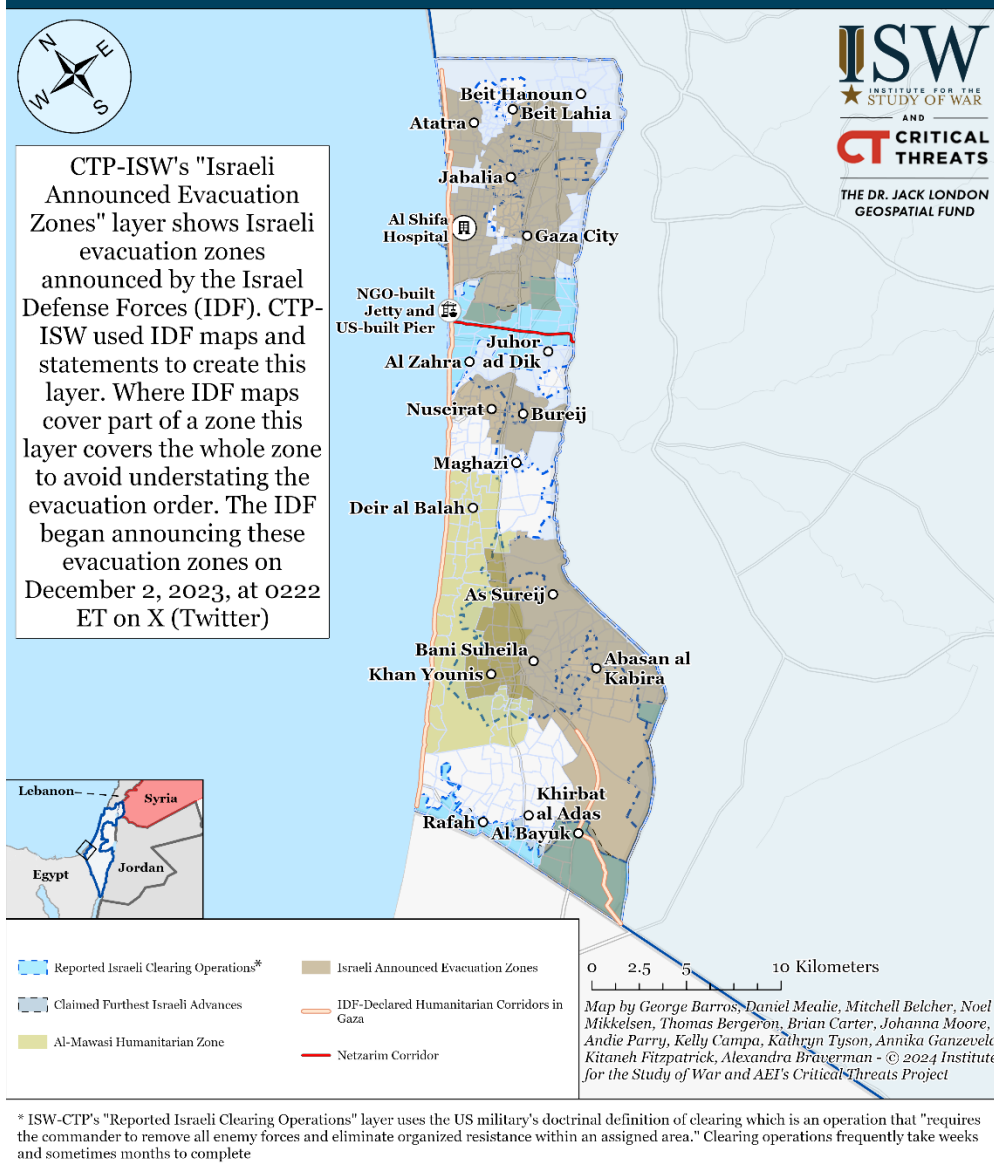 N
E
W
S
ISW
INSTITUTE FOR THE
STUDY OF WAR
AND
CT CRITICAL
THREATS
THE DR. JACK LONDON
GEOSPATIAL FUND
CTP-ISW's "Israeli
Announced Evacuation
Zones" layer shows Israeli
evacuation zones
announced by the Israel
Defense Forces (IDF). CTP-
ISW used IDF maps and
statements to create this
layer. Where IDF maps
cover part of a zone this
layer covers the whole zone
to avoid understating the
evacuation order. The IDF
began announcing these
evacuation zones on
December 2, 2023, at 0222
ET on X (Twitter)
Beit Hanoun
Beit Lahia
Atatra
Jabalia
Al Shifa
Hospital
Gaza City
NGO-built
Jetty and
US-built Pier
Juhor
ad Dik
Al Zahra
Nuseirat
Bureij
Maghazi
Deir al Balah
As Sureij
Bani Suheila
Abasan al
Kabira
Khan Younis
Khirbat
al Adas
Rafah
Al Bayuk
Lebanon
Syria
Jordan
Egypt
Reported Israeli Clearing Operations*
Claimed Furthest Israeli Advances
Al-Mawasi Humanitarian Zone
Israeli Announced Evacuation Zones
IDF-Declared Humanitarian Corridors in
Gaza
Netzarim Corridor
0 2.5 5 10 Kilometers
Map by George Barros, Daniel Mealie, Mitchell Belcher, Noel
Mikkelsen, Thomas Bergeron, Brian Carter, Johanna Moore,
Andie Parry, Kelly Campa, Kathryn Tyson, Annika Ganzeveld
Kitaneh Fitzpatrick, Alexandra Braverman - © 2024 Institute
for the Study of War and AEI's Critical Threats Project
* ISW-CTP's "Reported Israeli Clearing Operations" layer uses the US military's doctrinal definition of clearing which is an operation that "requires
the commander to remove all enemy forces and eliminate organized resistance within an assigned area." Clearing operations frequently take weeks
and sometimes months to complete